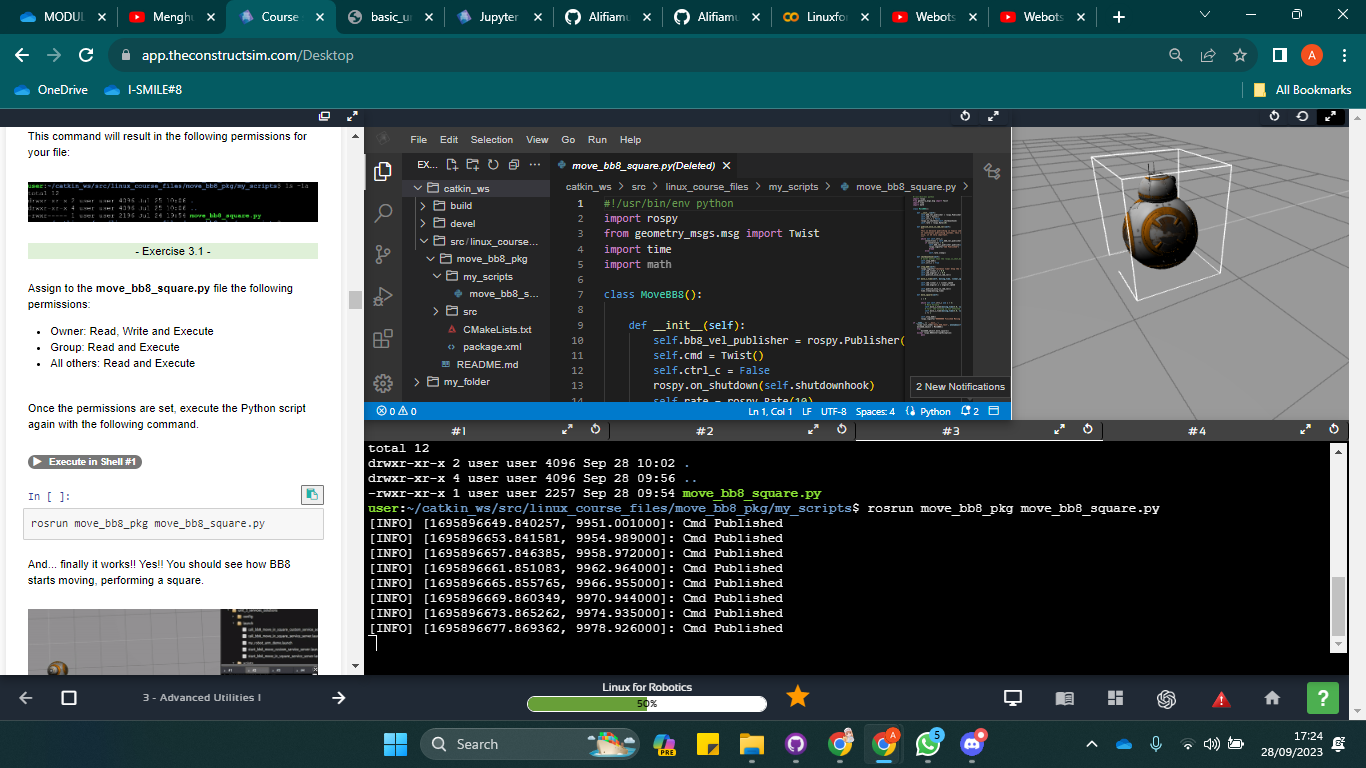 MODUL
Mengh
Course
basic_ur
Jupyter
Alifiamu
Alifiamu
Linuxfor
Webots
Webots
app.theconstructsim.com/Desktop
A
OneDrive
I-SMILE#8
All Bookmarks
This command will result in the following permissions for
your file:
user:~/catkin_ws/src/linux_course_files/move_bb8_pkg/my_scripts$ ls -la
total 12
drwxr-xr-x 2 user user 4096 Jul 25 10:06 .
drwxr-xr-x 4 user user 4096 Jul 25 10:05 ..
move_bb8_square.py
- Exercise 3.1 -
Assign to the move_bb8_square.py file the following
permissions:
Owner: Read, Write and Execute
Group: Read and Execute
All others: Read and Execute
Once the permissions are set, execute the Python script
again with the following command.
Execute in Shell #1
In [ ]:
rosrun move_bb8_pkg move_bb8_square.py
And... finally it works!! Yes!! You should see how BB8
starts moving, performing a square.
File Edit Selection View Go Run Help
EX...
catkin_ws
build
devel
src/linux_course...
move_bb8_pkg
my_scripts
move_bb8_s...
src
CMakeLists.txt
package.xml
README.md
my_folder
move_bb8_square.py(Deleted)
catkin_ws > src > linux_course_files > my_scripts > move_bb8_square.py >
1 #!/usr/bin/env python
2 import rospy
3 from geometry_msgs.msg import Twist
4 import time
5 import math
6
7 class MoveBB8():
8
9 def __init__(self):
10 self.bb8_vel_publisher = rospy.Publisher(
11 self.cmd = Twist()
12 self.ctrl_c = False
13 rospy.on_shutdown(self.shutdownhook)
14 self.rate = rospy.Rate(10)
2 New Notifications
0 0
Ln 1, Col 1 LF UTF-8 Spaces: 4 Python 2
#1
#2
#3
#4
total 12
drwxr-xr-x 2 user user 4096 Sep 28 10:02 .
drwxr-xr-x 4 user user 4096 Sep 28 09:56 ..
-rwxr-xr-x 1 user user 2257 Sep 28 09:54 move_bb8_square.py
user:~/catkin_ws/src/linux_course_files/move_bb8_pkg/my_scripts$ rosrun move_bb8_pkg move_bb8_square.py
[INFO] [1695896649.840257, 9951.001000]: Cmd Published
[INFO] [1695896653.841581, 9954.989000]: Cmd Published
[INFO] [1695896657.846385, 9958.972000]: Cmd Published
[INFO] [1695896661.851083, 9962.964000]: Cmd Published
[INFO] [1695896665.855765, 9966.955000]: Cmd Published
[INFO] [1695896669.860349, 9970.944000]: Cmd Published
[INFO] [1695896673.865262, 9974.935000]: Cmd Published
[INFO] [1695896677.869362, 9978.926000]: Cmd Published
3 - Advanced Utilities I
Linux for Robotics
50%
?
Search
PRE
A
5
17:24
28/09/2023